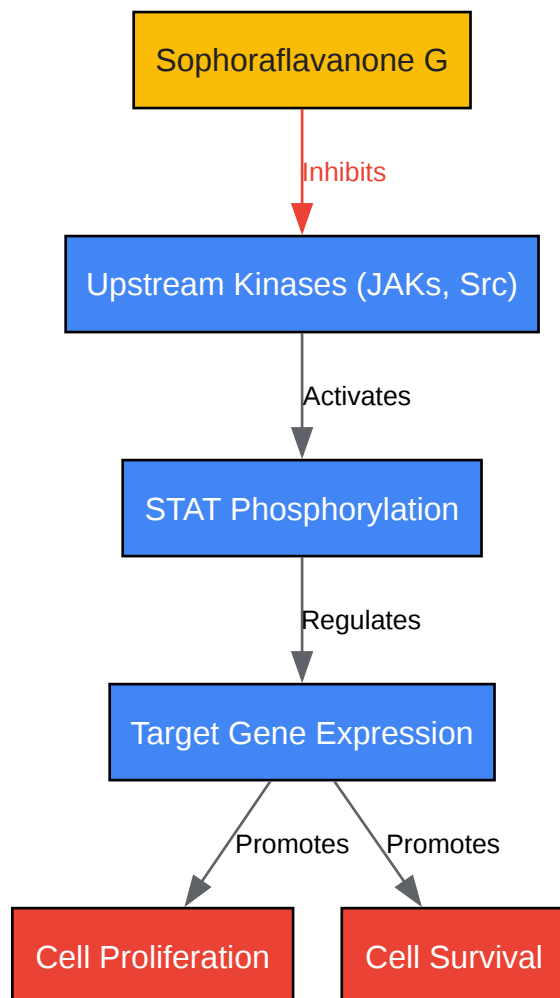 Sophoraflavanone G
Inhibits
Upstream Kinases (JAKs, Src)
Activates
STAT Phosphorylation
Regulates
Target Gene Expression
Promotes
Promotes
Cell Proliferation
Cell Survival